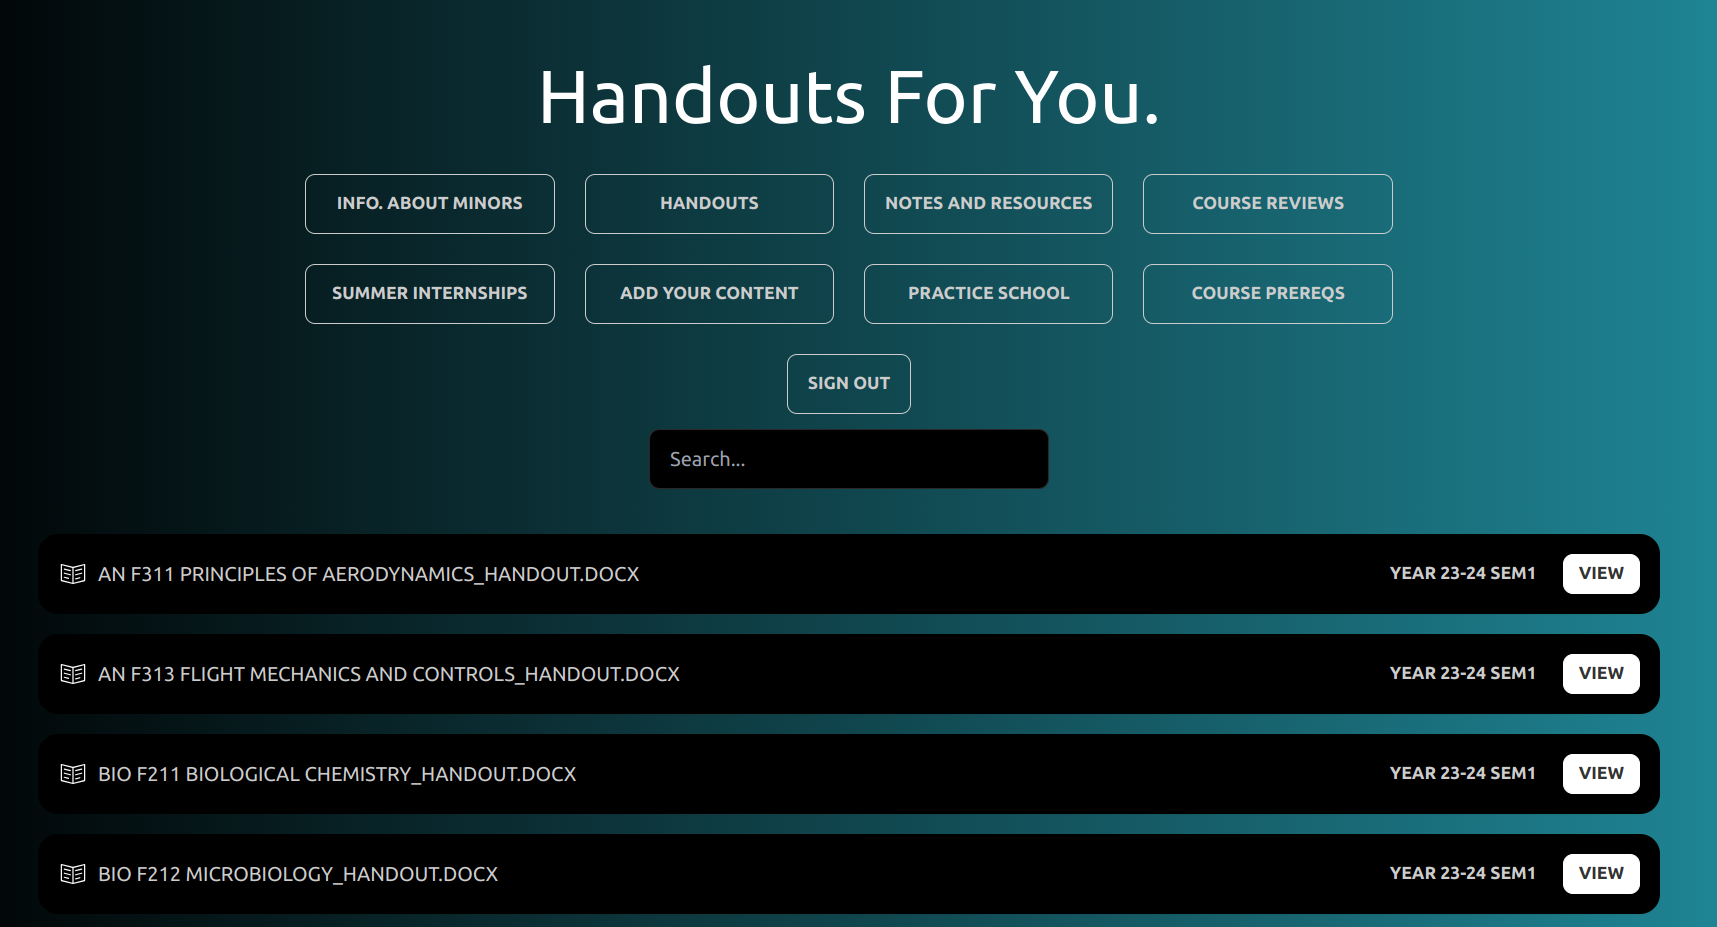 Handouts For You.
INFO. ABOUT MINORS
HANDOUTS
NOTES AND RESOURCES
COURSE REVIEWS
SUMMER INTERNSHIPS
ADD YOUR CONTENT
PRACTICE SCHOOL
COURSE PREREQS
SIGN OUT
Search...
AN F311 PRINCIPLES OF AERODYNAMICS_HANDOUT.DOCX YEAR 23-24 SEM1 VIEW
AN F313 FLIGHT MECHANICS AND CONTROLS_HANDOUT.DOCX YEAR 23-24 SEM1 VIEW
BIO F211 BIOLOGICAL CHEMISTRY_HANDOUT.DOCX YEAR 23-24 SEM1 VIEW
BIO F212 MICROBIOLOGY_HANDOUT.DOCX YEAR 23-24 SEM1 VIEW